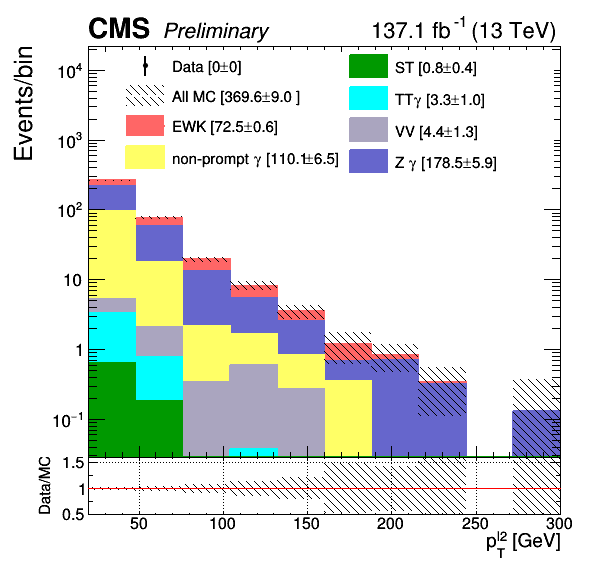 CMS Preliminary 137.1 fb⁻¹ (13 TeV)
Events/bin
Data [0±0]
All MC [369.6±9.0 ]
EWK [72.5±0.6]
non-prompt γ [110.1±6.5]
ST [0.8±0.4]
TTγ [3.3±1.0]
VV [4.4±1.3]
Z γ [178.5±5.9]
10⁴
10³
10²
10
1
10⁻¹
Data/MC
1.5
1
0.5
50 100 150 200 250 300
p_T^{l2} [GeV]